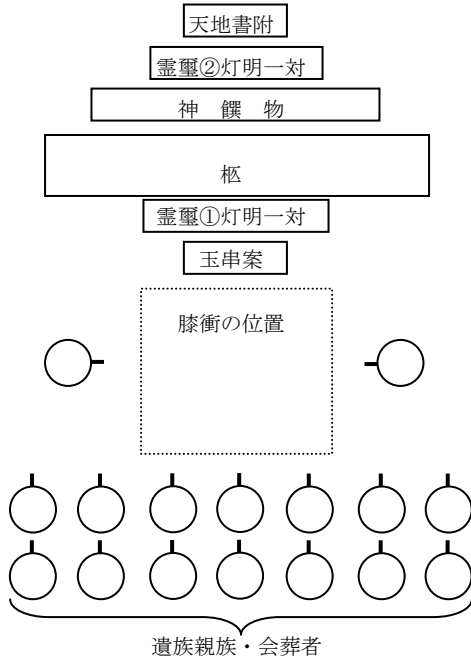 天地書附
霊璽②灯明一対
神　饌　物
柩
霊璽①灯明一対
玉串案
膝衝の位置
遺族親族・会葬者